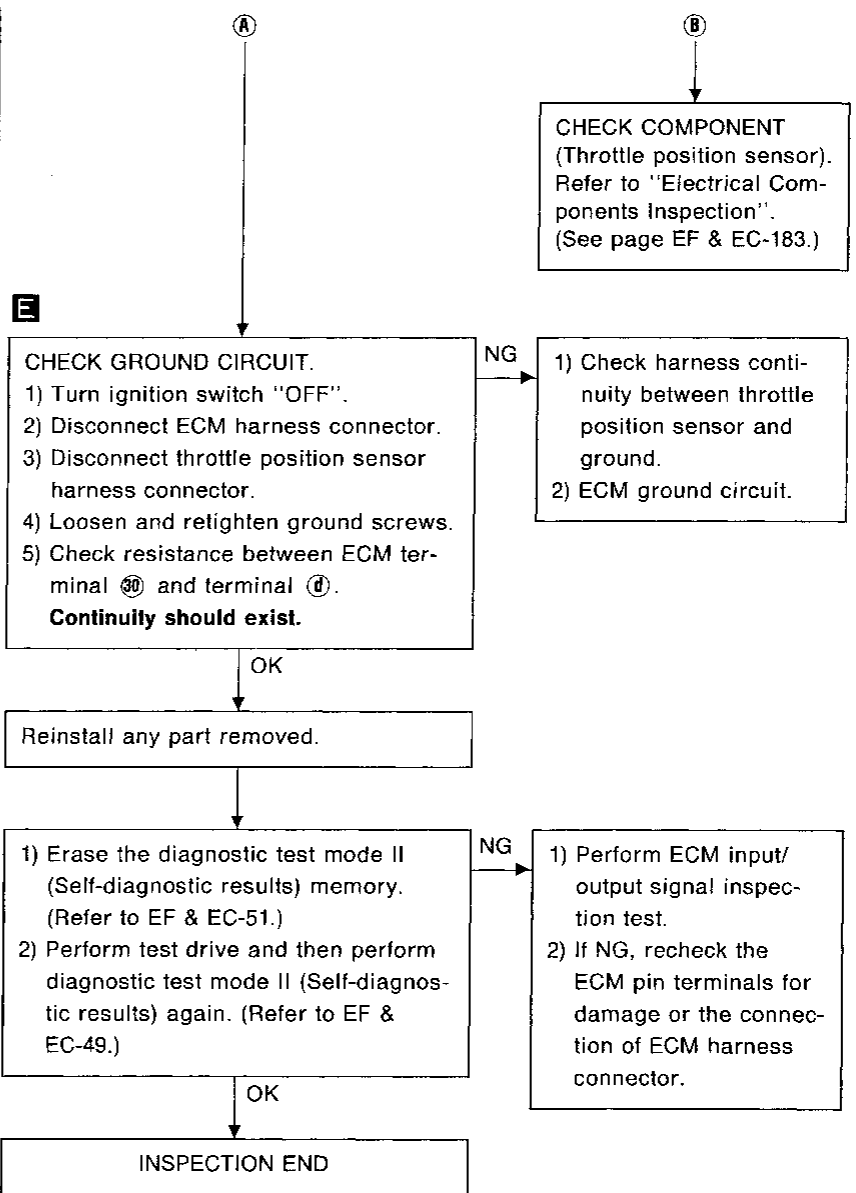 Ⓐ
Ⓑ
CHECK COMPONENT
(Throttle position sensor).
Refer to "Electrical Com-
ponents Inspection".
(See page EF & EC-183.)
E
CHECK GROUND CIRCUIT.
1) Turn ignition switch "OFF".
2) Disconnect ECM harness connector.
3) Disconnect throttle position sensor
harness connector.
4) Loosen and retighten ground screws.
5) Check resistance between ECM ter-
minal ㉚ and terminal ⓓ.
Continuity should exist.
NG
1) Check harness conti-
nuity between throttle
position sensor and
ground.
2) ECM ground circuit.
OK
Reinstall any part removed.
1) Erase the diagnostic test mode II
(Self-diagnostic results) memory.
(Refer to EF & EC-51.)
2) Perform test drive and then perform
diagnostic test mode II (Self-diagnos-
tic results) again. (Refer to EF &
EC-49.)
NG
1) Perform ECM input/
output signal inspec-
tion test.
2) If NG, recheck the
ECM pin terminals for
damage or the connec-
tion of ECM harness
connector.
OK
INSPECTION END